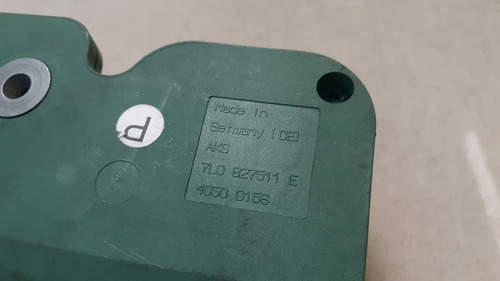 Made In
Germany (DE)
AKS
7L0 827511 E
4050 0156
P